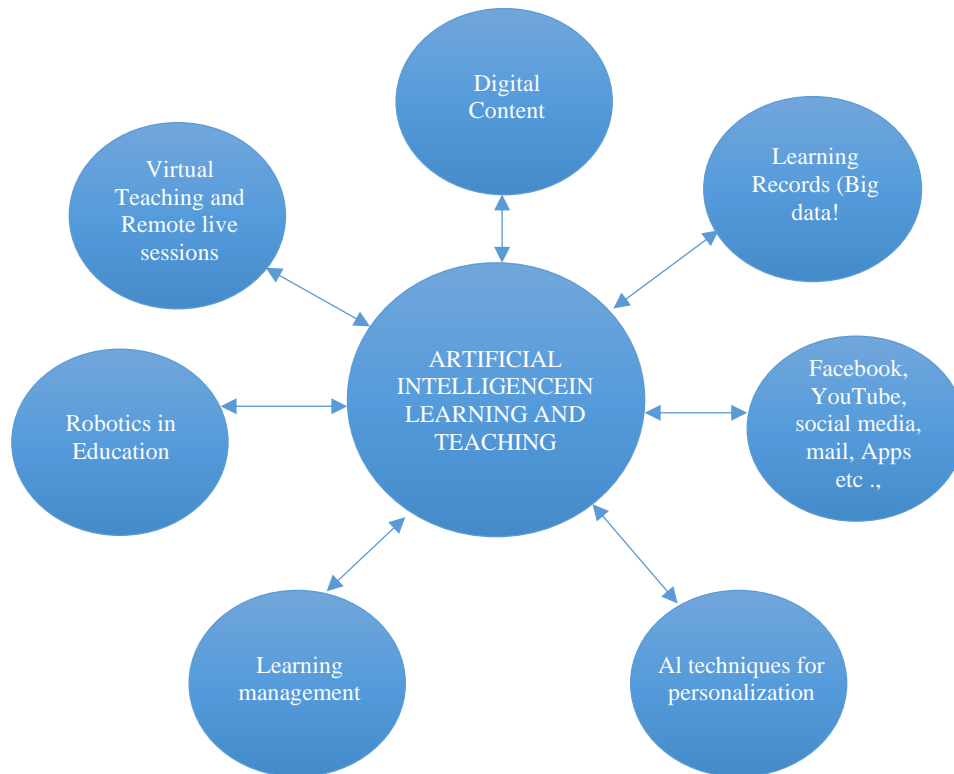 Digital
Content
Virtual
Teaching and
Remote live
sessions
Learning
Records (Big
data!
ARTIFICIAL
INTELLIGENCEIN
LEARNING AND
TEACHING
Facebook,
YouTube,
social media,
mail, Apps
etc .,
Robotics in
Education
Learning
management
Al techniques for
personalization